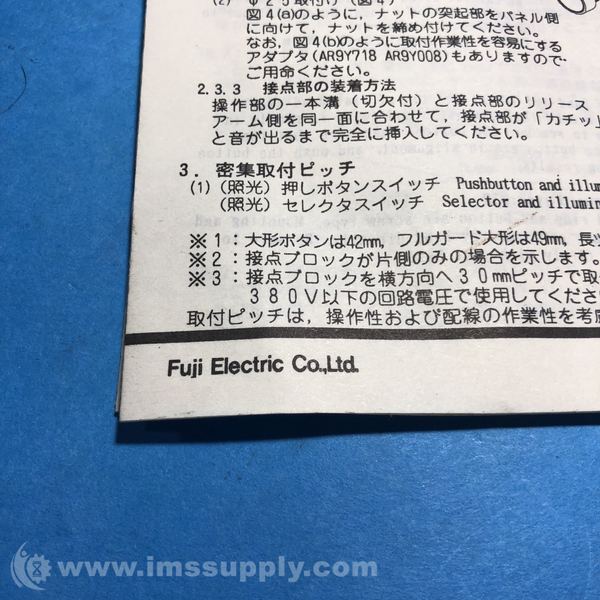 (2) φ25取付け(図4)
図4(a)のように, ナットの突起部をパネル側
に向けて, ナットを締め付けてください。
なお, 図4(b)のように取付作業性を容易にする
アダプタ(AR9Y718 AR9Y008)もありますので
ご用命ください。
2.3.3 接点部の装着方法
操作部の一本溝(切欠付)と接点部のリリース
アーム側を同一面に合わせて, 接点部が「カチッ」
と音が出るまで完全に挿入してください。
3. 密集取付ピッチ
(1) (照光) 押しボタンスイッチ Pushbutton and illum
(照光) セレクタスイッチ Selector and illumin
※1:大形ボタンは42mm, フルガード大形は49mm,
※2:接点ブロックが片側のみの場合を示します。
※3:接点ブロックを横方向へ30mmピッチで取
380V以下の回路電圧で使用してくださ
取付ピッチは, 操作性および配線の作業性を考
Fuji Electric Co.,Ltd.
www.imssupply.com